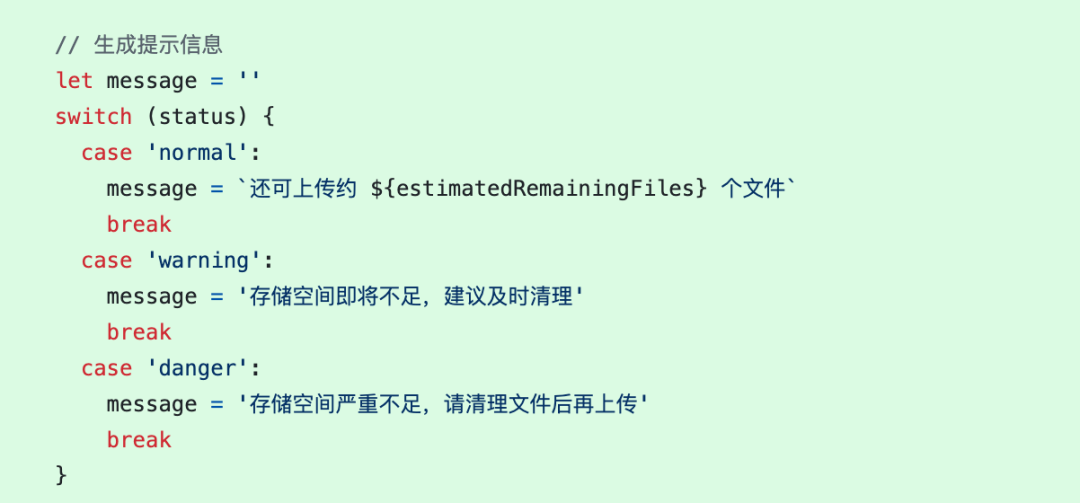 // 生成提示信息
let message = ''
switch (status) {
  case 'normal':
    message = `还可上传约 ${estimatedRemainingFiles} 个文件`
    break
  case 'warning':
    message = '存储空间即将不足，建议及时清理'
    break
  case 'danger':
    message = '存储空间严重不足，请清理文件后再上传'
    break
}